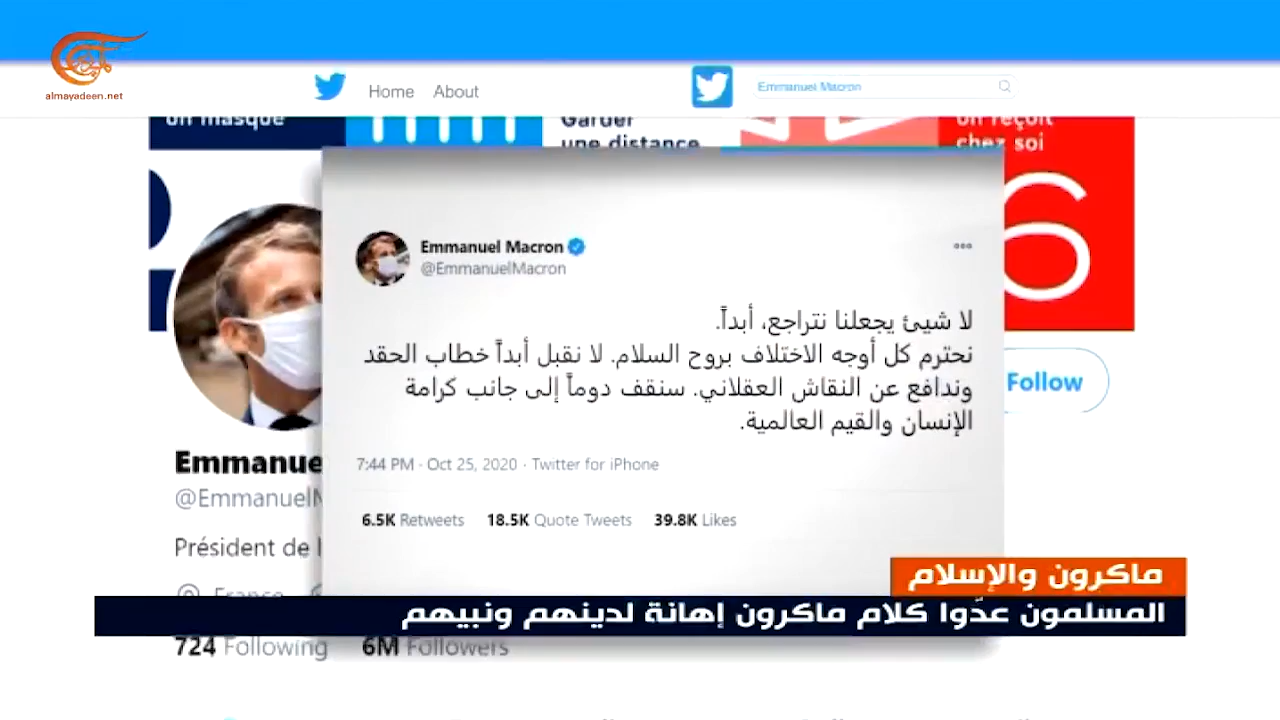 almayadeen.net
Home About
Emmanuel Macron
un masque
Garder
une distance
on reçoit
chez soi
6
Emmanuel Macron
@EmmanuelMacron
لا شيئ يجعلنا نتراجع، أبداً.
نحترم كل أوجه الاختلاف بروح السلام. لا نقبل أبداً خطاب الحقد
وندافع عن النقاش العقلاني. سنقف دوماً إلى جانب كرامة
الإنسان والقيم العالمية.
7:44 PM · Oct 25, 2020 · Twitter for iPhone
6.5K Retweets 18.5K Quote Tweets 39.8K Likes
Follow
Emmanue
@EmmanuelM
Président de l
France
724 Following 6M Followers
ماكرون والإسلام
المسلمون عدّوا كلام ماكرون إهانة لدينهم ونبيهم